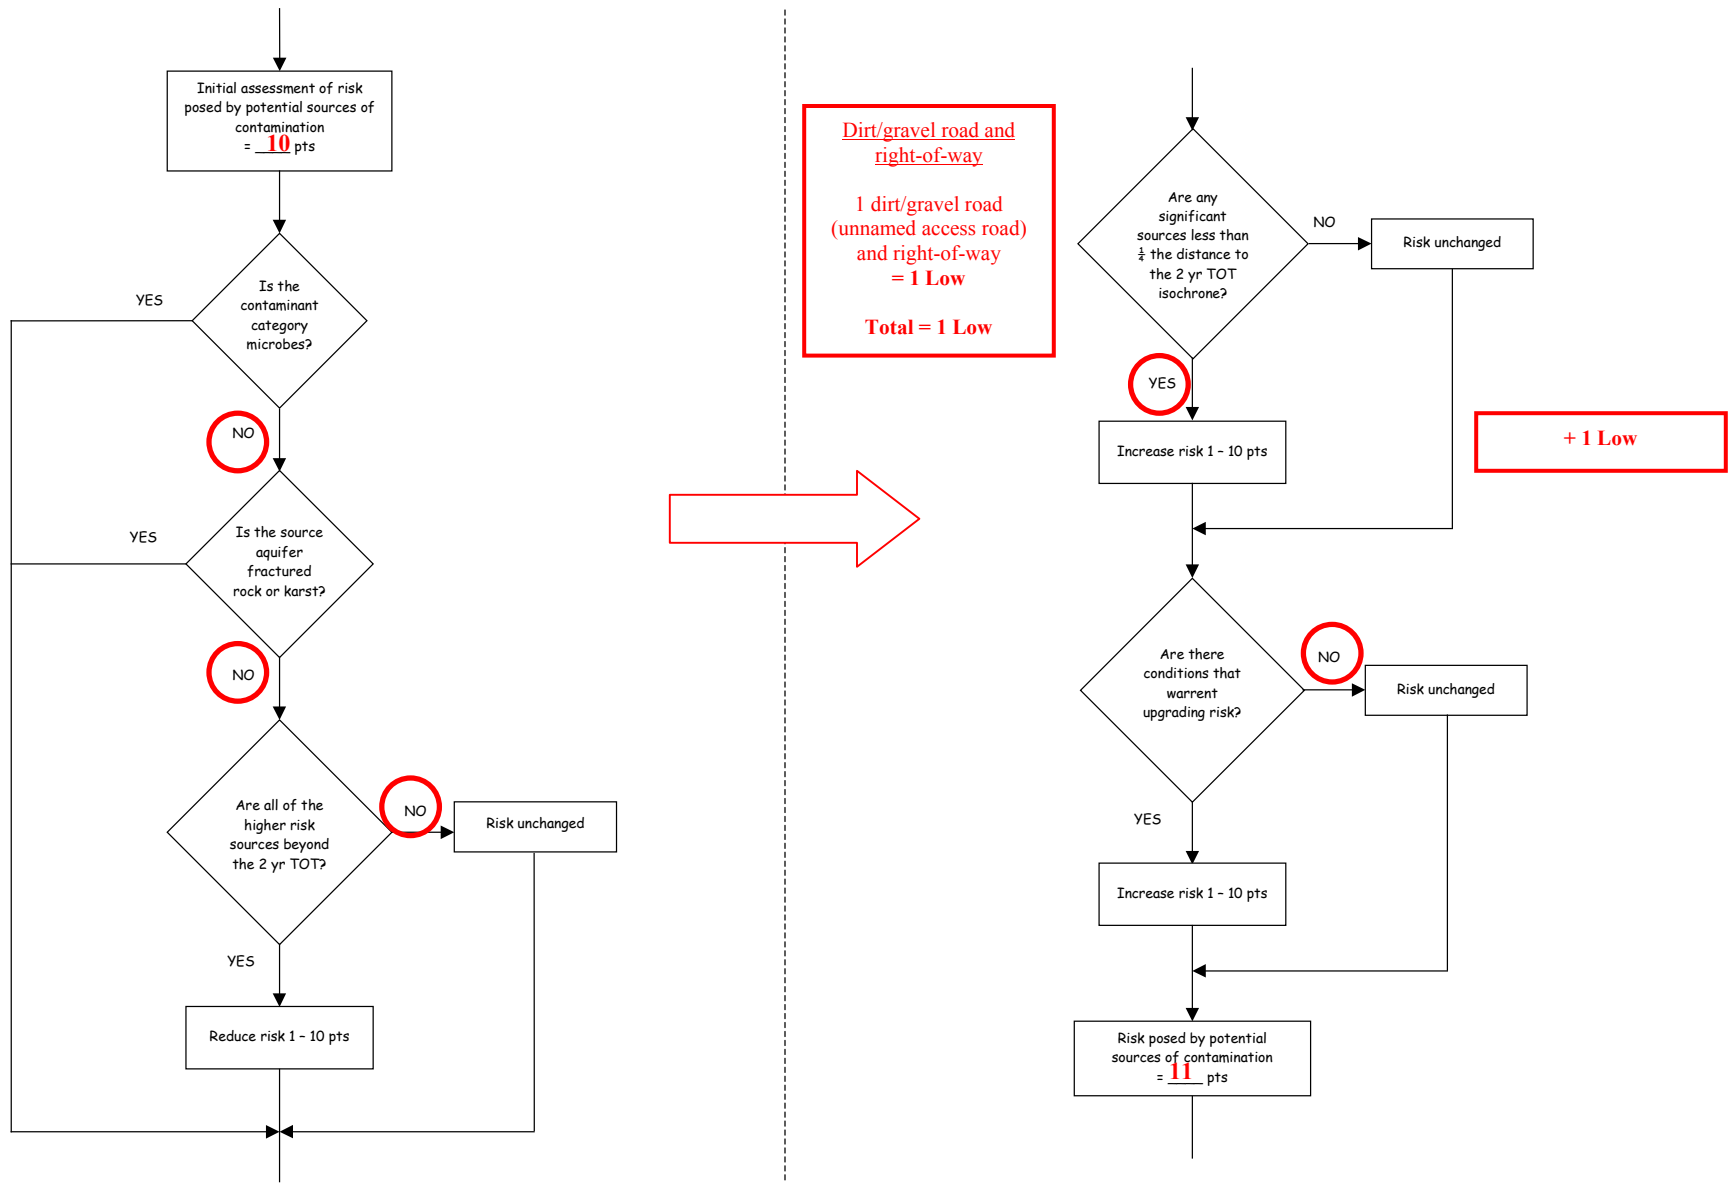 Initial assessment of risk
posed by potential sources of
contamination
= 10 pts
Is the
contaminant
category
microbes?
YES
NO
Is the source
aquifer
fractured
rock or karst?
YES
NO
Are all of the
higher risk
sources beyond
the 2 yr TOT?
NO
Risk unchanged
YES
Reduce risk 1 – 10 pts
Dirt/gravel road and
right-of-way
1 dirt/gravel road
(unnamed access road)
and right-of-way
= 1 Low
Total = 1 Low
Are any
significant
sources less than
¼ the distance to
the 2 yr TOT
isochrone?
NO
Risk unchanged
YES
Increase risk 1 – 10 pts
+ 1 Low
Are there
conditions that
warrent
upgrading risk?
NO
Risk unchanged
YES
Increase risk 1 – 10 pts
Risk posed by potential
sources of contamination
= 11 pts